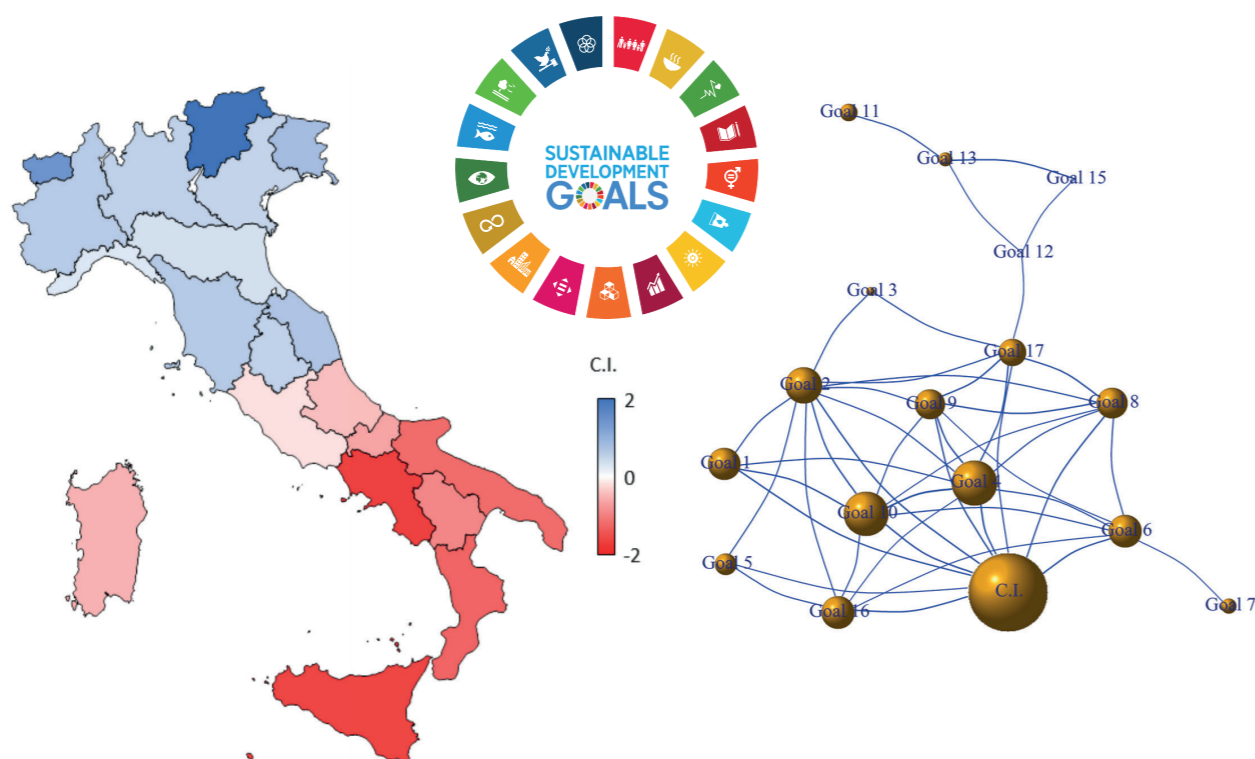 SUSTAINABLE
DEVELOPMENT
GOALS
C.I.
2
0
-2
Goal 11
Goal 13
Goal 15
Goal 12
Goal 3
Goal 17
Goal 2
Goal 9
Goal 8
Goal 1
Goal 4
Goal 10
Goal 6
Goal 5
C.I.
Goal 16
Goal 7